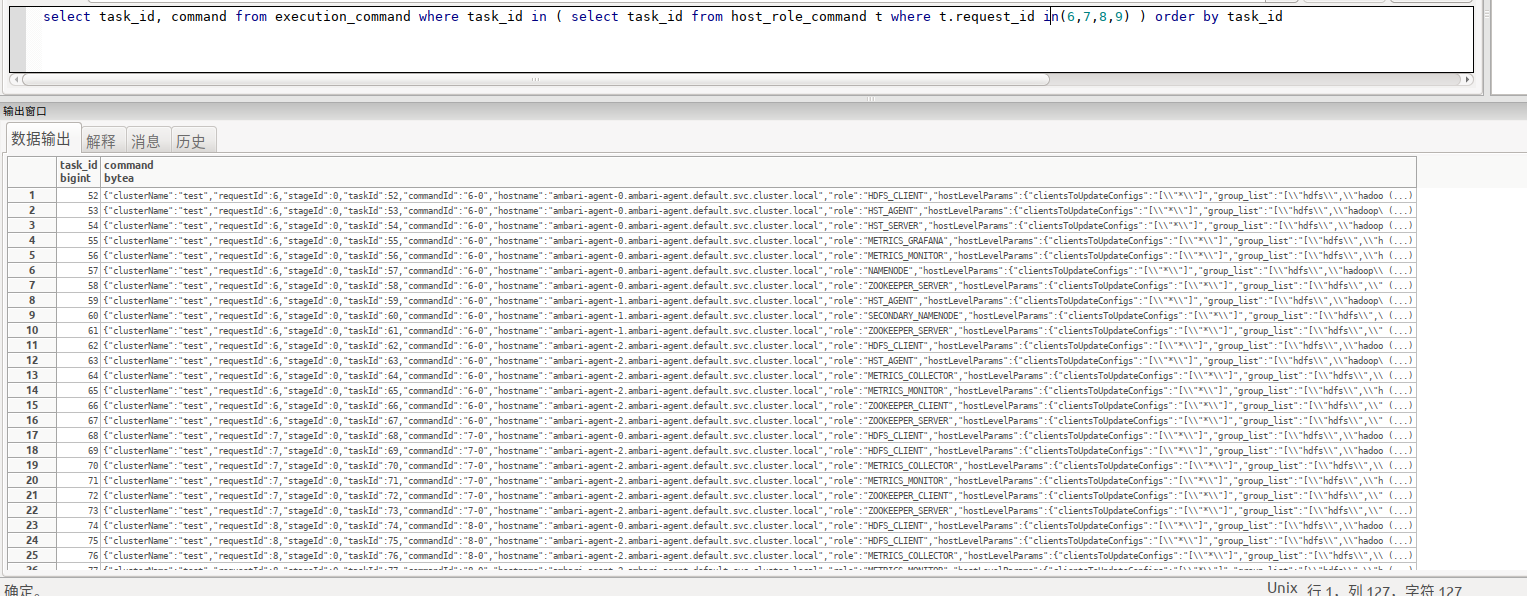 select task_id, command from execution_command where task_id in ( select task_id from host_role_command t where t.request_id in(6,7,8,9) ) order by task_id
输出窗口
数据输出 解释 消息 历史
task_id command
bigint bytea
1 52 {"clusterName":"test","requestId":6,"stageId":0,"taskId":52,"commandId":"6-0","hostname":"ambari-agent-0.ambari-agent.default.svc.cluster.local","role":"HDFS_CLIENT","hostLevelParams":{"clientsToUpdateConfigs":"[\\"*\\"]","group_list":"[\\"hdfs\\",\\"hadoo (...)
2 53 {"clusterName":"test","requestId":6,"stageId":0,"taskId":53,"commandId":"6-0","hostname":"ambari-agent-0.ambari-agent.default.svc.cluster.local","role":"HST_AGENT","hostLevelParams":{"clientsToUpdateConfigs":"[\\"*\\"]","group_list":"[\\"hdfs\\",\\"hadoop\ (...)
3 54 {"clusterName":"test","requestId":6,"stageId":0,"taskId":54,"commandId":"6-0","hostname":"ambari-agent-0.ambari-agent.default.svc.cluster.local","role":"HST_SERVER","hostLevelParams":{"clientsToUpdateConfigs":"[\\"*\\"]","group_list":"[\\"hdfs\\",\\"hadoop (...)
4 55 {"clusterName":"test","requestId":6,"stageId":0,"taskId":55,"commandId":"6-0","hostname":"ambari-agent-0.ambari-agent.default.svc.cluster.local","role":"METRICS_GRAFANA","hostLevelParams":{"clientsToUpdateConfigs":"[\\"*\\"]","group_list":"[\\"hdfs\\",\\"h (...)
5 56 {"clusterName":"test","requestId":6,"stageId":0,"taskId":56,"commandId":"6-0","hostname":"ambari-agent-0.ambari-agent.default.svc.cluster.local","role":"METRICS_MONITOR","hostLevelParams":{"clientsToUpdateConfigs":"[\\"*\\"]","group_list":"[\\"hdfs\\",\\"h (...)
6 57 {"clusterName":"test","requestId":6,"stageId":0,"taskId":57,"commandId":"6-0","hostname":"ambari-agent-0.ambari-agent.default.svc.cluster.local","role":"NAMENODE","hostLevelParams":{"clientsToUpdateConfigs":"[\\"*\\"]","group_list":"[\\"hdfs\\",\\"hadoop\\ (...)
7 58 {"clusterName":"test","requestId":6,"stageId":0,"taskId":58,"commandId":"6-0","hostname":"ambari-agent-0.ambari-agent.default.svc.cluster.local","role":"ZOOKEEPER_SERVER","hostLevelParams":{"clientsToUpdateConfigs":"[\\"*\\"]","group_list":"[\\"hdfs\\",\\" (...)
8 59 {"clusterName":"test","requestId":6,"stageId":0,"taskId":59,"commandId":"6-0","hostname":"ambari-agent-1.ambari-agent.default.svc.cluster.local","role":"HST_AGENT","hostLevelParams":{"clientsToUpdateConfigs":"[\\"*\\"]","group_list":"[\\"hdfs\\",\\"hadoop\ (...)
9 60 {"clusterName":"test","requestId":6,"stageId":0,"taskId":60,"commandId":"6-0","hostname":"ambari-agent-1.ambari-agent.default.svc.cluster.local","role":"SECONDARY_NAMENODE","hostLevelParams":{"clientsToUpdateConfigs":"[\\"*\\"]","group_list":"[\\"hdfs\\",\ (...)
10 61 {"clusterName":"test","requestId":6,"stageId":0,"taskId":61,"commandId":"6-0","hostname":"ambari-agent-1.ambari-agent.default.svc.cluster.local","role":"ZOOKEEPER_SERVER","hostLevelParams":{"clientsToUpdateConfigs":"[\\"*\\"]","group_list":"[\\"hdfs\\",\\" (...)
11 62 {"clusterName":"test","requestId":6,"stageId":0,"taskId":62,"commandId":"6-0","hostname":"ambari-agent-2.ambari-agent.default.svc.cluster.local","role":"HDFS_CLIENT","hostLevelParams":{"clientsToUpdateConfigs":"[\\"*\\"]","group_list":"[\\"hdfs\\",\\"hadoo (...)
12 63 {"clusterName":"test","requestId":6,"stageId":0,"taskId":63,"commandId":"6-0","hostname":"ambari-agent-2.ambari-agent.default.svc.cluster.local","role":"HST_AGENT","hostLevelParams":{"clientsToUpdateConfigs":"[\\"*\\"]","group_list":"[\\"hdfs\\",\\"hadoop\ (...)
13 64 {"clusterName":"test","requestId":6,"stageId":0,"taskId":64,"commandId":"6-0","hostname":"ambari-agent-2.ambari-agent.default.svc.cluster.local","role":"METRICS_COLLECTOR","hostLevelParams":{"clientsToUpdateConfigs":"[\\"*\\"]","group_list":"[\\"hdfs\\",\\ (...)
14 65 {"clusterName":"test","requestId":6,"stageId":0,"taskId":65,"commandId":"6-0","hostname":"ambari-agent-2.ambari-agent.default.svc.cluster.local","role":"METRICS_MONITOR","hostLevelParams":{"clientsToUpdateConfigs":"[\\"*\\"]","group_list":"[\\"hdfs\\",\\"h (...)
15 66 {"clusterName":"test","requestId":6,"stageId":0,"taskId":66,"commandId":"6-0","hostname":"ambari-agent-2.ambari-agent.default.svc.cluster.local","role":"ZOOKEEPER_CLIENT","hostLevelParams":{"clientsToUpdateConfigs":"[\\"*\\"]","group_list":"[\\"hdfs\\",\\" (...)
16 67 {"clusterName":"test","requestId":6,"stageId":0,"taskId":67,"commandId":"6-0","hostname":"ambari-agent-2.ambari-agent.default.svc.cluster.local","role":"ZOOKEEPER_SERVER","hostLevelParams":{"clientsToUpdateConfigs":"[\\"*\\"]","group_list":"[\\"hdfs\\",\\" (...)
17 68 {"clusterName":"test","requestId":7,"stageId":0,"taskId":68,"commandId":"7-0","hostname":"ambari-agent-0.ambari-agent.default.svc.cluster.local","role":"HDFS_CLIENT","hostLevelParams":{"clientsToUpdateConfigs":"[\\"*\\"]","group_list":"[\\"hdfs\\",\\"hadoo (...)
18 69 {"clusterName":"test","requestId":7,"stageId":0,"taskId":69,"commandId":"7-0","hostname":"ambari-agent-2.ambari-agent.default.svc.cluster.local","role":"HDFS_CLIENT","hostLevelParams":{"clientsToUpdateConfigs":"[\\"*\\"]","group_list":"[\\"hdfs\\",\\"hadoo (...)
19 70 {"clusterName":"test","requestId":7,"stageId":0,"taskId":70,"commandId":"7-0","hostname":"ambari-agent-2.ambari-agent.default.svc.cluster.local","role":"METRICS_COLLECTOR","hostLevelParams":{"clientsToUpdateConfigs":"[\\"*\\"]","group_list":"[\\"hdfs\\",\\ (...)
20 71 {"clusterName":"test","requestId":7,"stageId":0,"taskId":71,"commandId":"7-0","hostname":"ambari-agent-2.ambari-agent.default.svc.cluster.local","role":"METRICS_MONITOR","hostLevelParams":{"clientsToUpdateConfigs":"[\\"*\\"]","group_list":"[\\"hdfs\\",\\"h (...)
21 72 {"clusterName":"test","requestId":7,"stageId":0,"taskId":72,"commandId":"7-0","hostname":"ambari-agent-2.ambari-agent.default.svc.cluster.local","role":"ZOOKEEPER_CLIENT","hostLevelParams":{"clientsToUpdateConfigs":"[\\"*\\"]","group_list":"[\\"hdfs\\",\\" (...)
22 73 {"clusterName":"test","requestId":7,"stageId":0,"taskId":73,"commandId":"7-0","hostname":"ambari-agent-2.ambari-agent.default.svc.cluster.local","role":"ZOOKEEPER_SERVER","hostLevelParams":{"clientsToUpdateConfigs":"[\\"*\\"]","group_list":"[\\"hdfs\\",\\" (...)
23 74 {"clusterName":"test","requestId":8,"stageId":0,"taskId":74,"commandId":"8-0","hostname":"ambari-agent-0.ambari-agent.default.svc.cluster.local","role":"HDFS_CLIENT","hostLevelParams":{"clientsToUpdateConfigs":"[\\"*\\"]","group_list":"[\\"hdfs\\",\\"hadoo (...)
24 75 {"clusterName":"test","requestId":8,"stageId":0,"taskId":75,"commandId":"8-0","hostname":"ambari-agent-2.ambari-agent.default.svc.cluster.local","role":"HDFS_CLIENT","hostLevelParams":{"clientsToUpdateConfigs":"[\\"*\\"]","group_list":"[\\"hdfs\\",\\"hadoo (...)
25 76 {"clusterName":"test","requestId":8,"stageId":0,"taskId":76,"commandId":"8-0","hostname":"ambari-agent-2.ambari-agent.default.svc.cluster.local","role":"METRICS_COLLECTOR","hostLevelParams":{"clientsToUpdateConfigs":"[\\"*\\"]","group_list":"[\\"hdfs\\",\\ (...)
确定。 Unix 行 1，列 127，字符 127